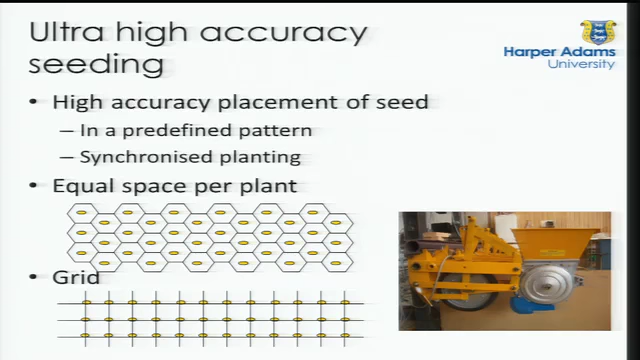 Ultra high accuracy
seeding
Harper Adams
University
• High accuracy placement of seed
– In a predefined pattern
– Synchronised planting
• Equal space per plant
• Grid